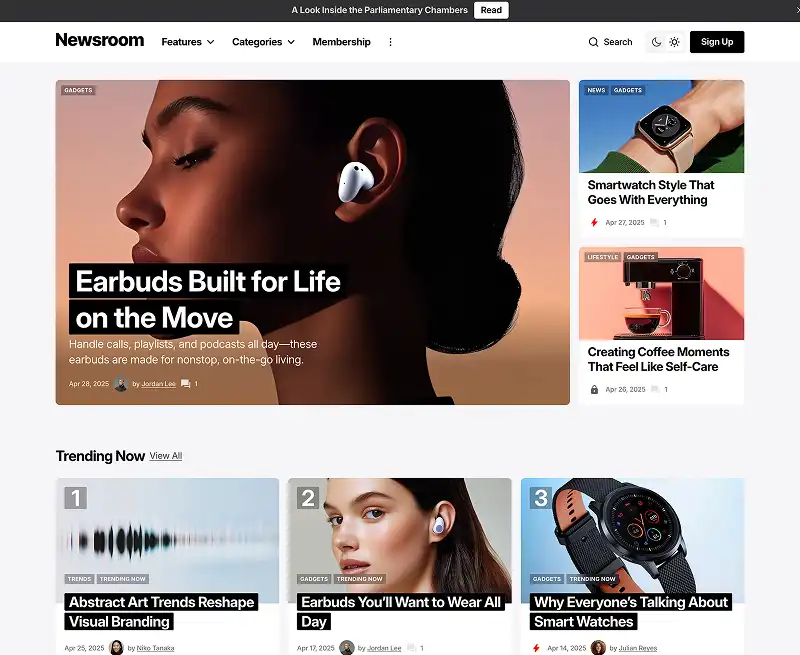 A Look Inside the Parliamentary Chambers Read
Newsroom Features Categories Membership Search Sign Up
GADGETS
Earbuds Built for Life
on the Move
Handle calls, playlists, and podcasts all day—these
earbuds are made for nonstop, on-the-go living.
Apr 28, 2025 by Jordan Lee 1
NEWS GADGETS
Smartwatch Style That
Goes With Everything
Apr 27, 2025 1
LIFESTYLE GADGETS
Creating Coffee Moments
That Feel Like Self-Care
Apr 26, 2025 1
Trending Now View All
1
TRENDS TRENDING NOW
Abstract Art Trends Reshape
Visual Branding
Apr 25, 2025 by Niko Tanaka
2
GADGETS TRENDING NOW
Earbuds You'll Want to Wear All
Day
Apr 17, 2025 by Jordan Lee 1
3
GADGETS TRENDING NOW
Why Everyone's Talking About
Smart Watches
Apr 14, 2025 by Julian Reyes